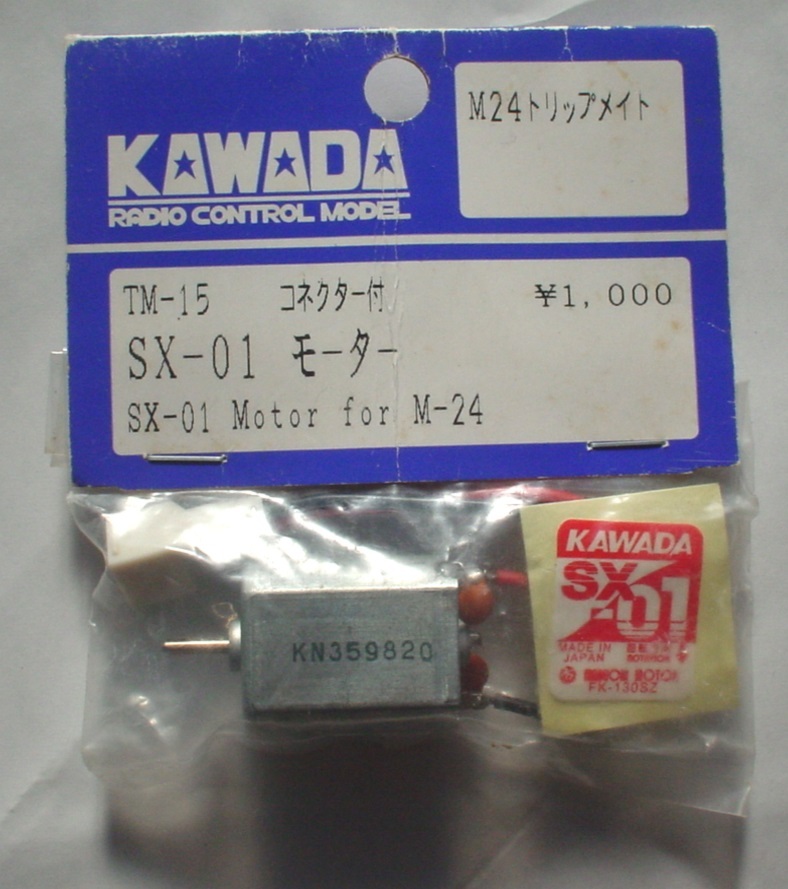 M24トリップメイト
KAWADA
RADIO CONTROL MODEL
TM-15 コネクター付 ¥1,000
SX-01 モーター
SX-01 Motor for M-24
KN359820
KAWADA
SX
-01
MADE IN
JAPAN
FK-130SZ